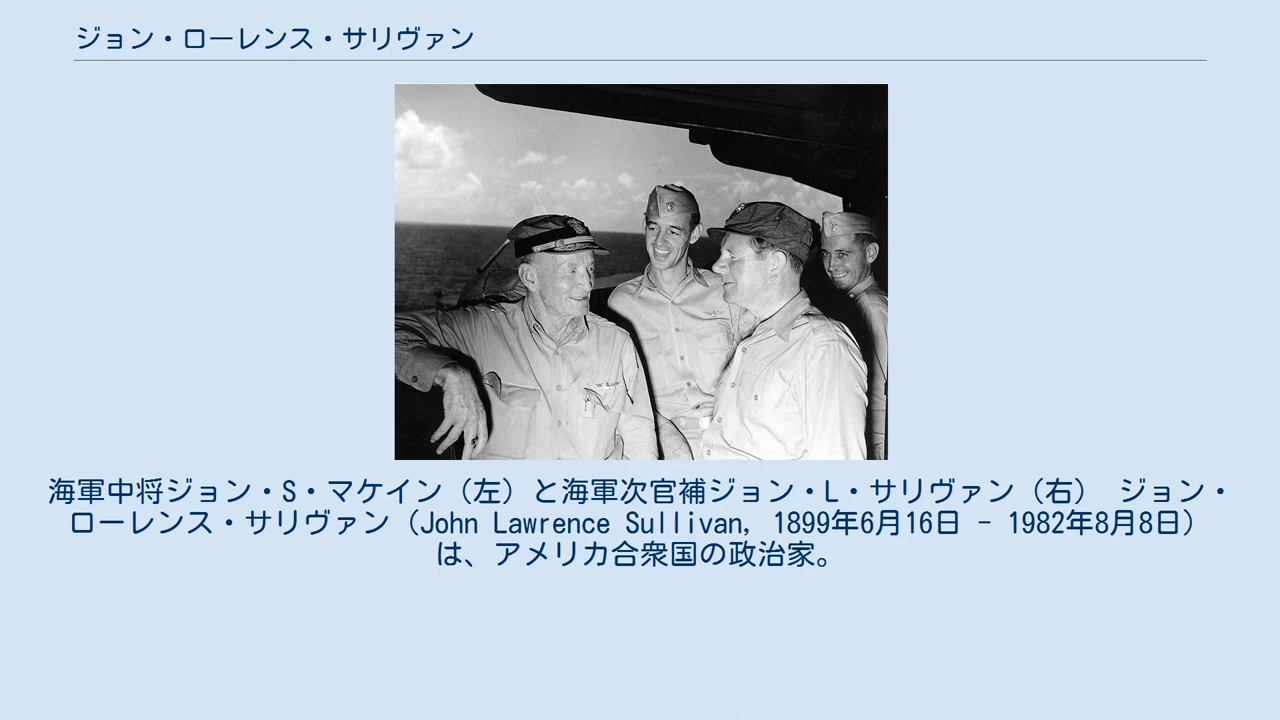 ジョン・ローレンス・サリヴァン
海軍中将ジョン・S・マケイン（左）と海軍次官補ジョン・L・サリヴァン（右） ジョン・
ローレンス・サリヴァン（John Lawrence Sullivan, 1899年6月16日 - 1982年8月8日）
は、アメリカ合衆国の政治家。